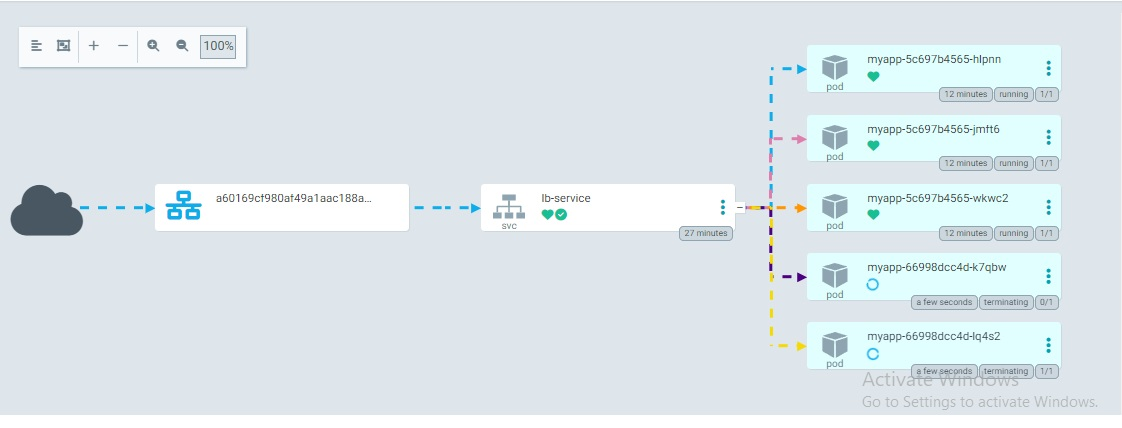 100%
a60169cf980af49a1aac188a...
lb-service
svc
27 minutes
myapp-5c697b4565-hlpnn
pod
12 minutes running 1/1
myapp-5c697b4565-jmft6
pod
12 minutes running 1/1
myapp-5c697b4565-wkwc2
pod
12 minutes running 1/1
myapp-66998dcc4d-k7qbw
pod
a few seconds terminating 0/1
myapp-66998dcc4d-lq4s2
pod
a few seconds terminating 1/1
Activate Windows
Go to Settings to activate Windows.